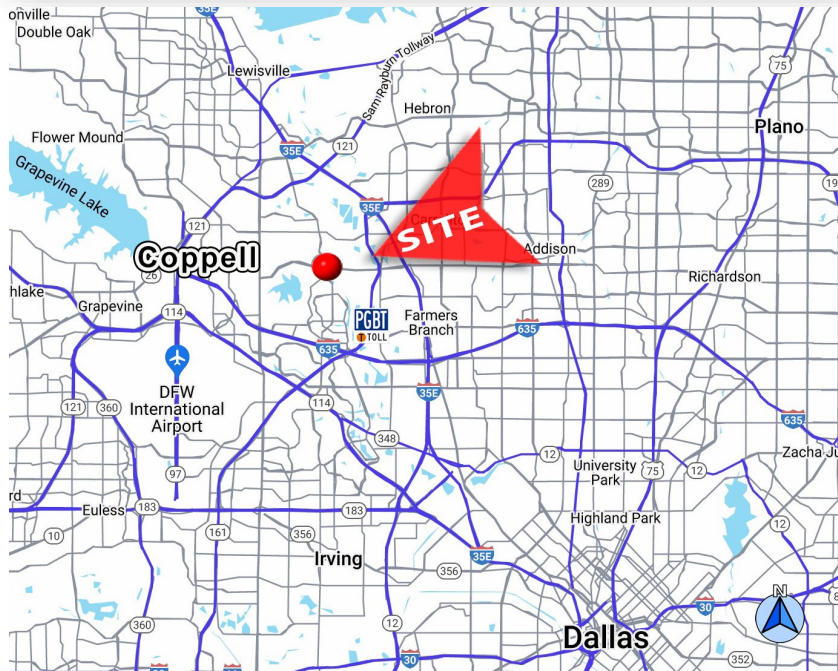 onville
Double Oak
35E
Lewisville
Sam Rayburn Tollway
75
Hebron
Plano
Flower Mound
121
35E
Grapevine Lake
289
19
35E
SITE
121
Addison
Coppell
26
Richardson
hlake
Grapevine
114
PGBT
TOLL
Farmers
Branch
635
635
DFW
International
Airport
121
360
114
35E
635
348
12
Zacha Ju
University
Park
75
12
97
rd
Euless
183
183
Highland Park
12
10
161
356
Irving
35E
356
N
30
8
360
12
Dallas
30
352